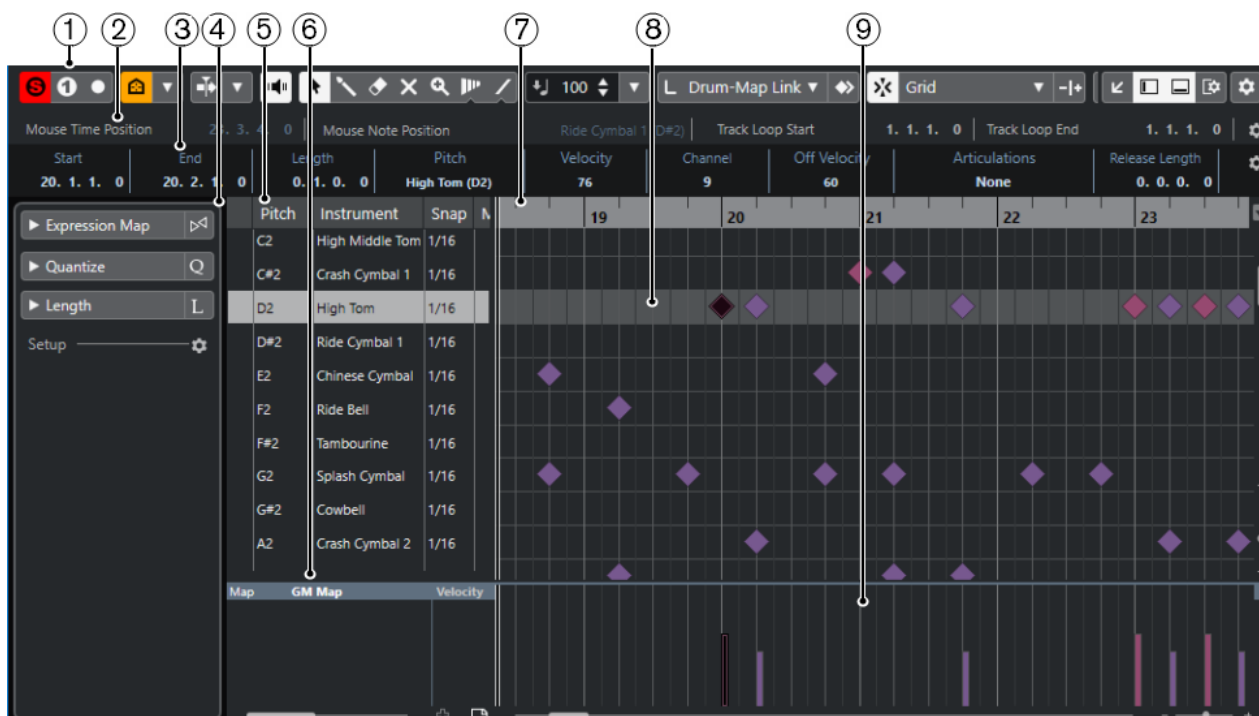 1 2 3 4 5 6 7 8 9
S 1 100 Drum-Map Link Grid
Mouse Time Position 23. 3. 4. 0 Mouse Note Position Ride Cymbal 1 (D#2) Track Loop Start 1. 1. 1. 0 Track Loop End 1. 1. 1. 0
Start End Length Pitch Velocity Channel Off Velocity Articulations Release Length
20. 1. 1. 0 20. 2. 1. 0 0. 1. 0. 0 High Tom (D2) 76 9 60 None 0. 0. 0. 0
Expression Map
Quantize Q
Length L
Setup
Pitch Instrument Snap M 19 20 21 22 23
C2 High Middle Tom 1/16
C#2 Crash Cymbal 1 1/16
D2 High Tom 1/16
D#2 Ride Cymbal 1 1/16
E2 Chinese Cymbal 1/16
F2 Ride Bell 1/16
F#2 Tambourine 1/16
G2 Splash Cymbal 1/16
G#2 Cowbell 1/16
A2 Crash Cymbal 2 1/16
Map GM Map Velocity